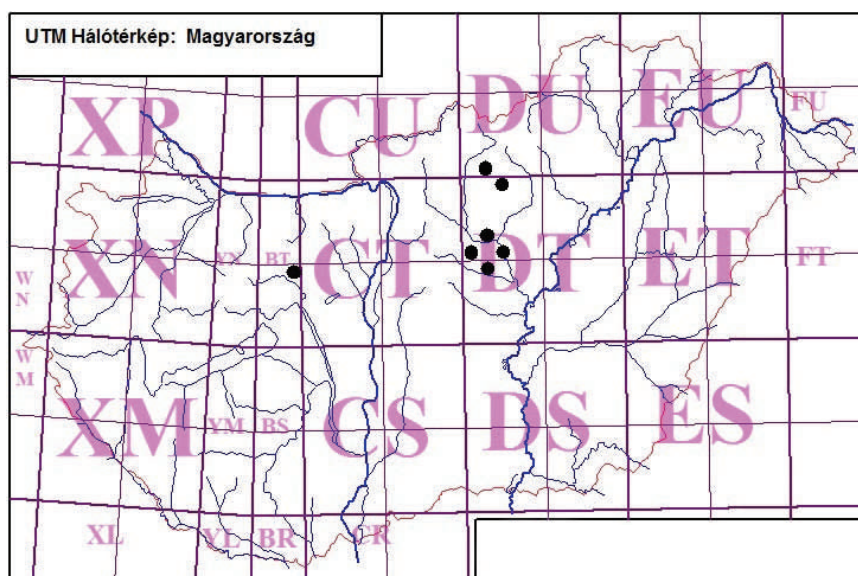 UTM Hálótérkép: Magyarország
XP CU DU EU FU
XN YN BT CT DT ET FT
W
N
W
M
XM YM BS CS DS ES
XL YL BR CR